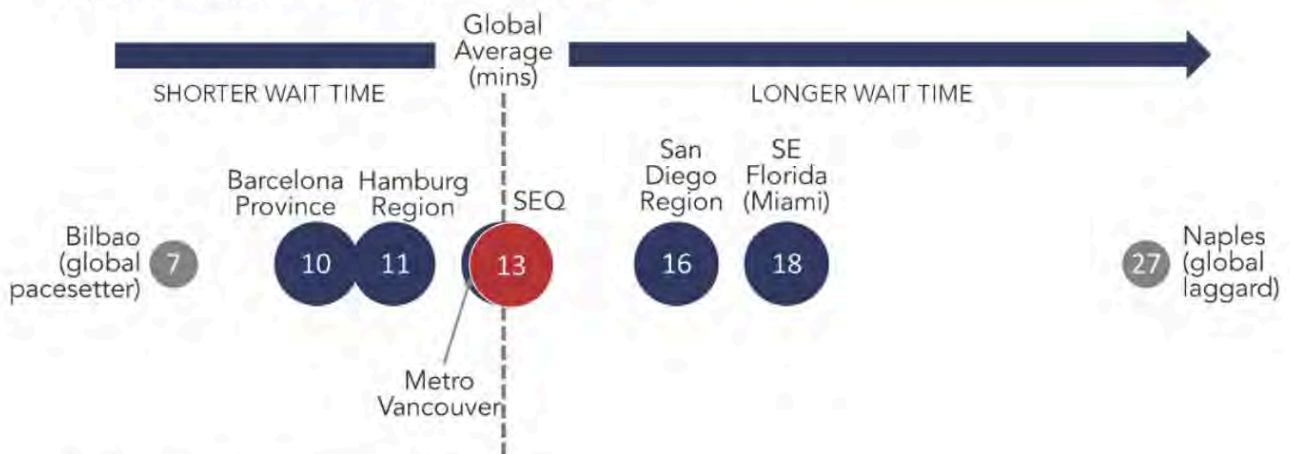 Global
Average
(mins)
SHORTER WAIT TIME
LONGER WAIT TIME
Barcelona
Province
Hamburg
Region
SEQ
San
Diego
Region
SE
Florida
(Miami)
Bilbao
(global
pacesetter)
7
10
11
13
16
18
27
Naples
(global
laggard)
Metro
Vancouver